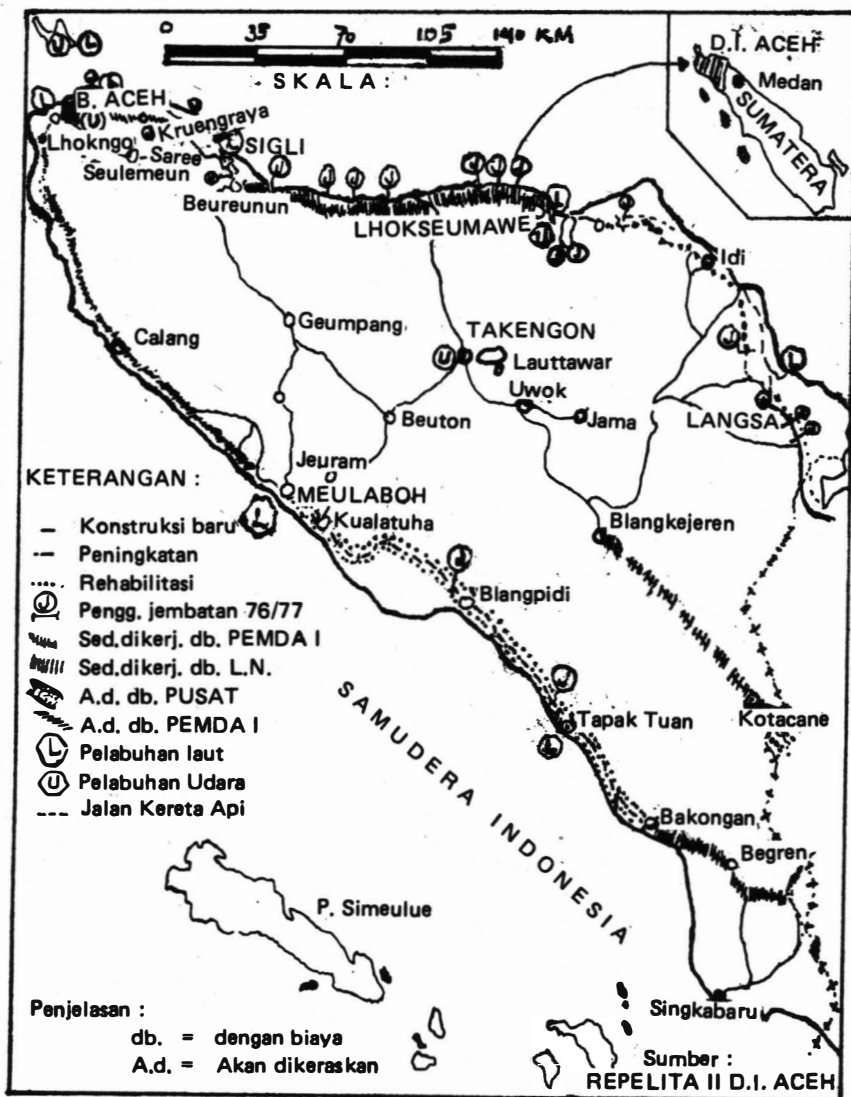 0 35 70 105 140 KM
SKALA :
D.I. ACEH
Medan
SUMATERA
U L
B. ACEH
(U)
Kruengraya
Lhokngo
SIGLI
Saree
Seulemeun
Beureunun
J J J J J J J
LHOKSEUMAWE
L
Idi
Geumpang
TAKENGON
U
Lauttawar
Calang
Uwok
Beuton
Jama
LANGSA
J
L
Jeuram
KETERANGAN :
MEULABOH
L
Kualatuha
Blangkejeren
— Konstruksi baru
Peningkatan
Rehabilitasi
J Pengg. jembatan 76/77
Sed.dikerj. db. PEMDA I
Sed.dikerj. db. L.N.
A.d. db. PUSAT
A.d. db. PEMDA I
L Pelabuhan laut
U Pelabuhan Udara
--- Jalan Kereta Api
J
Blangpidi
J
Tapak Tuan
L
Kotacane
SAMUDERA INDONESIA
Bakongan
Begren
P. Simeulue
Singkabaru
Penjelasan :
db. = dengan biaya
A.d. = Akan dikeraskan
Sumber :
REPELITA II D.I. ACEH